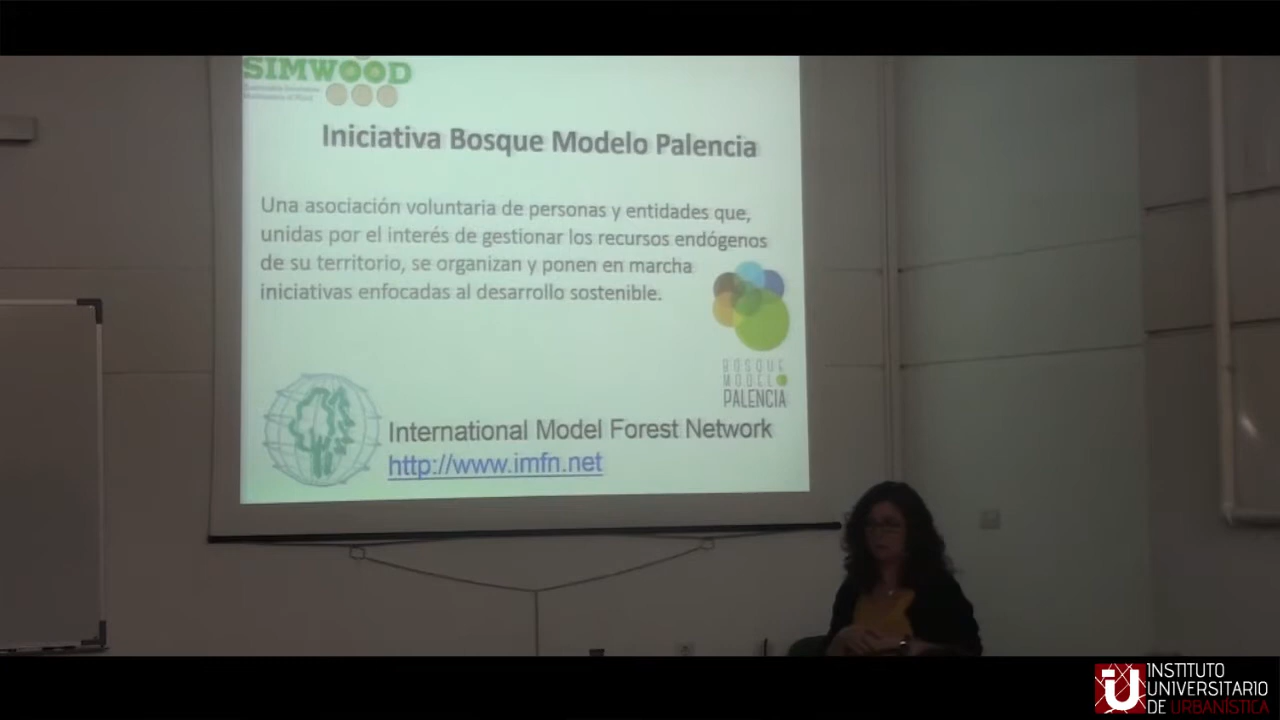 SIMWOOD
Iniciativa Bosque Modelo Palencia
Una asociación voluntaria de personas y entidades que,
unidas por el interés de gestionar los recursos endógenos
de su territorio, se organizan y ponen en marcha
iniciativas enfocadas al desarrollo sostenible.
BOSQUE
MODELO
PALENCIA
International Model Forest Network
http://www.imfn.net
INSTITUTO
UNIVERSITARIO
DE URBANÍSTICA